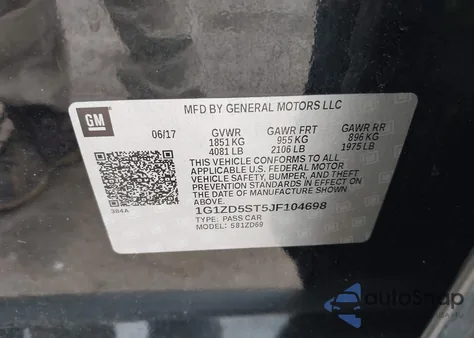 MFD BY GENERAL MOTORS LLC
GM
06/17 GVWR GAWR FRT GAWR RR
1851 KG 955 KG 896 KG
4081 LB 2106 LB 1975 LB
THIS VEHICLE CONFORMS TO ALL
APPLICABLE U.S. FEDERAL MOTOR
VEHICLE SAFETY, BUMPER, AND THEFT
PREVENTION STANDARDS IN EFFECT ON
THE DATE OF MANUFACTURE SHOWN
ABOVE.
384A
1G1ZD5ST5JF104698
TYPE: PASS CAR
MODEL: 5B1ZD69
autoSnap